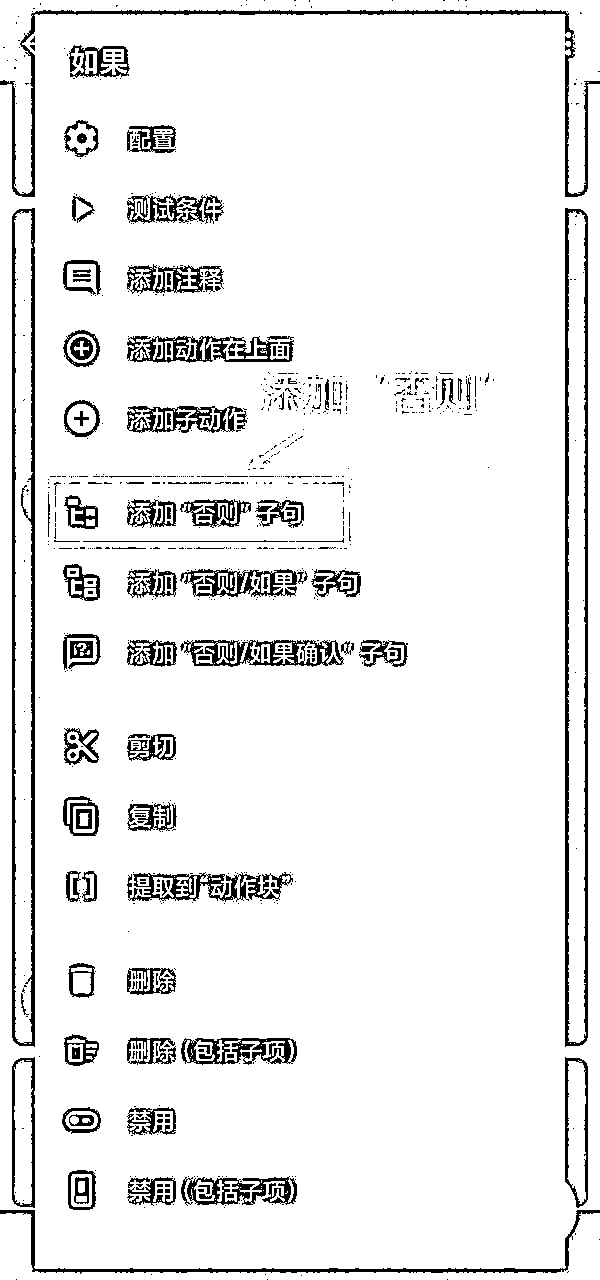 如果
配置
测试条件
添加注释
添加动作在上面
添加“否则”
添加子动作
添加“否则”子句
添加“否则/如果”子句
添加“否则/如果确认”子句
剪切
复制
提取到“动作块”
删除
删除（包括子项）
禁用
禁用（包括子项）